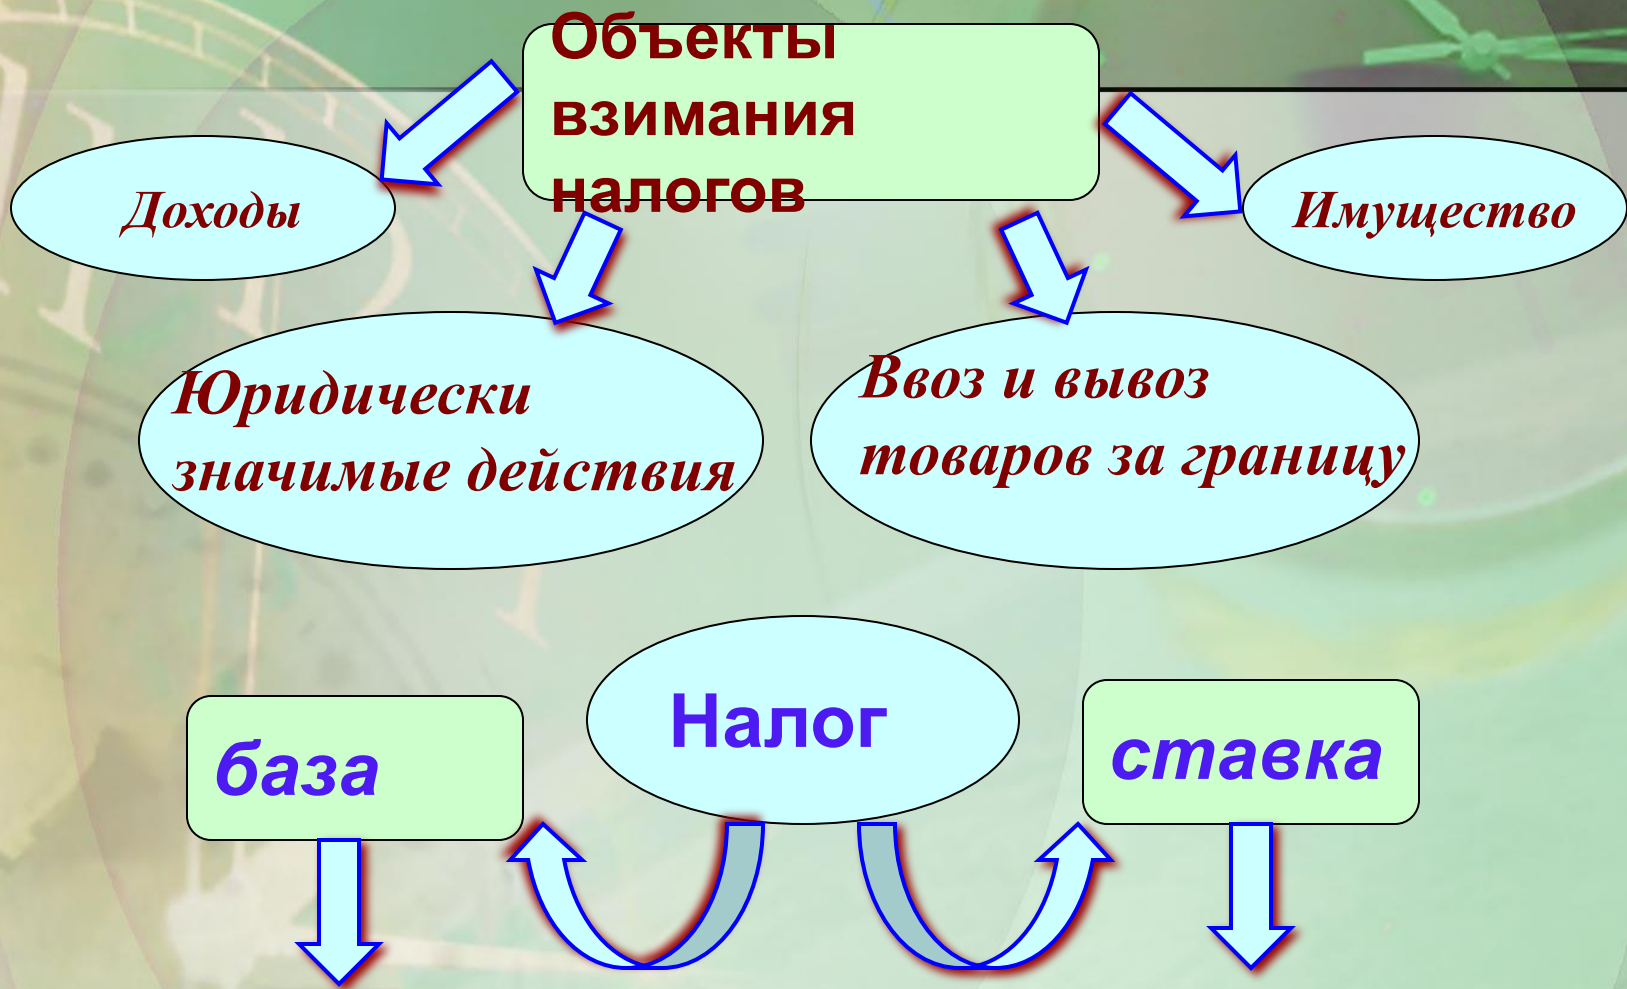 Объекты
взимания
налогов
Доходы
Имущество
Юридически
значимые действия
Ввоз и вывоз
товаров за границу
Налог
база
ставка